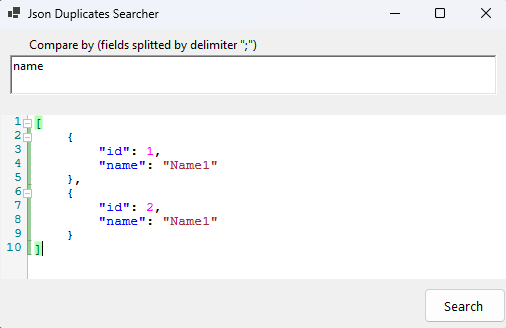 Json Duplicates Searcher
Compare by (fields splitted by delimiter ";")
name
1 [
2 {
3 "id": 1,
4 "name": "Name1"
5 },
6 {
7 "id": 2,
8 "name": "Name1"
9 }
10 ]
Search